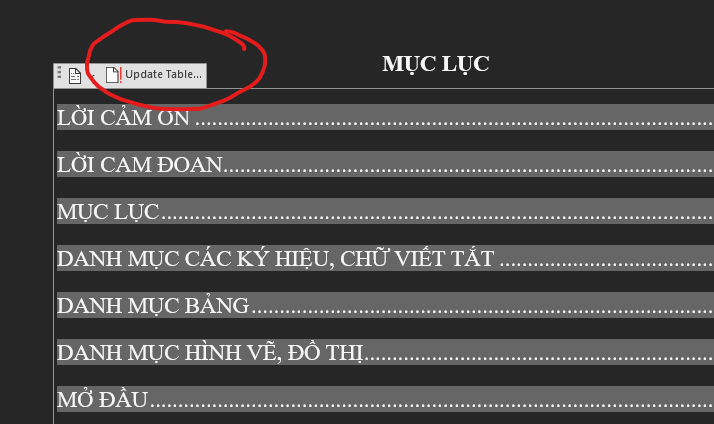 MỤC LỤC
Update Table...
LỜI CẢM ƠN ........................................................................................
LỜI CAM ĐOAN...................................................................................
MỤC LỤC..............................................................................................
DANH MỤC CÁC KÝ HIỆU, CHỮ VIẾT TẮT ......................................
DANH MỤC BẢNG..............................................................................
DANH MỤC HÌNH VẼ, ĐỒ THỊ..............................................................
MỞ ĐẦU................................................................................................